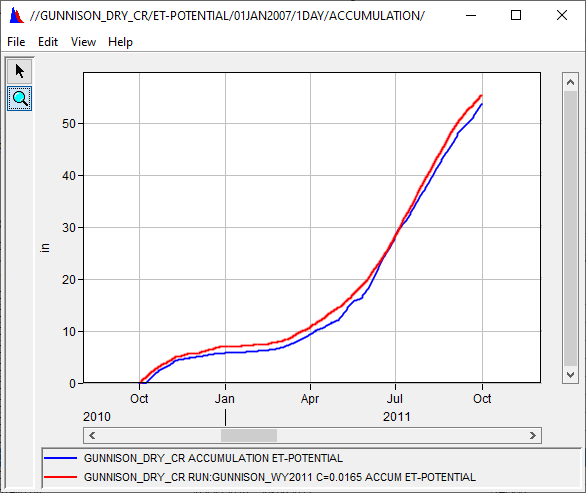 //GUNNISON_DRY_CR/ET-POTENTIAL/01JAN2007/1DAY/ACCUMULATION/
File Edit View Help
50
40
30
20
10
0
in
Oct Jan Apr Jul Oct
2010 2011
GUNNISON_DRY_CR ACCUMULATION ET-POTENTIAL
GUNNISON_DRY_CR RUN:GUNNISON_WY2011 C=0.0165 ACCUM ET-POTENTIAL